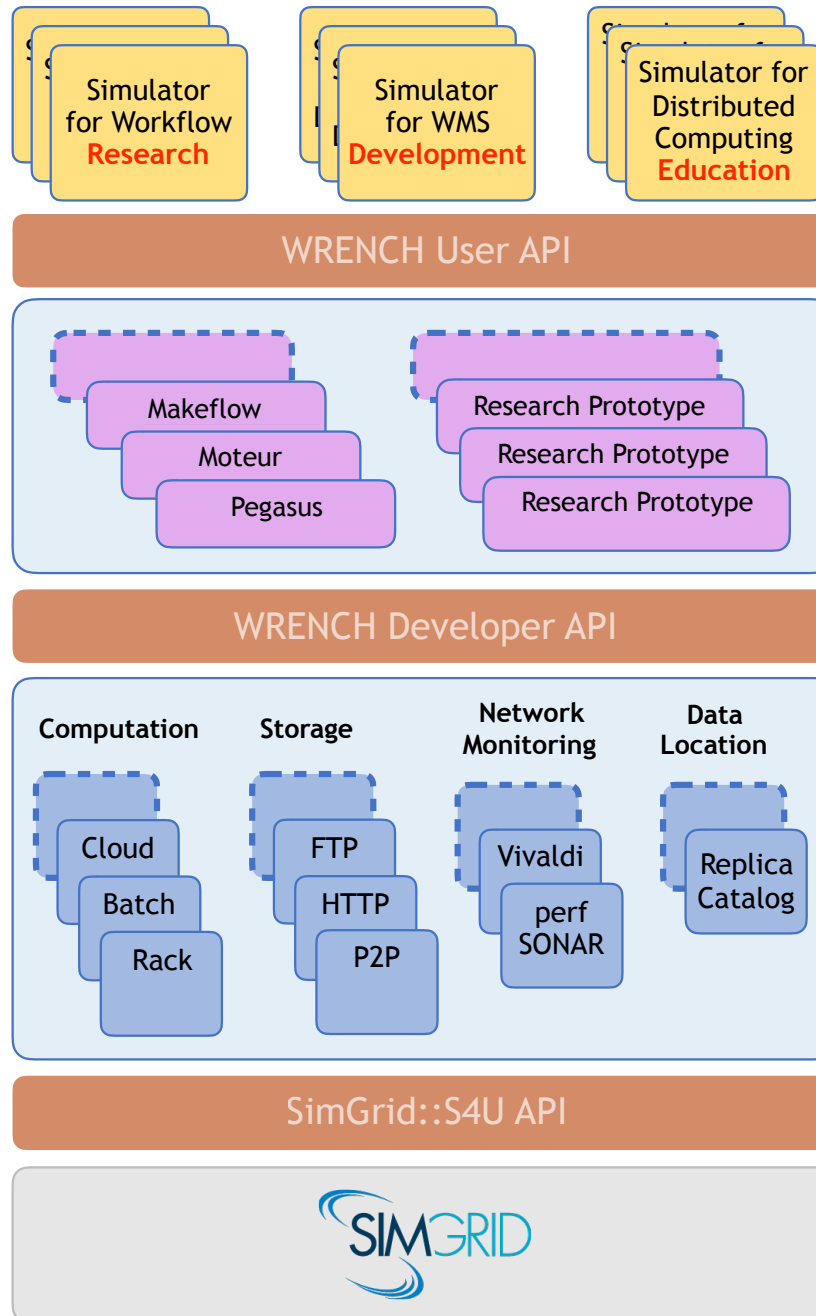 Simulator
for Workflow
Research
Simulator
for WMS
Development
Simulator for
Distributed
Computing
Education
WRENCH User API
Makeflow
Moteur
Pegasus
Research Prototype
Research Prototype
Research Prototype
WRENCH Developer API
Computation
Cloud
Batch
Rack
Storage
FTP
HTTP
P2P
Network
Monitoring
Vivaldi
perf
SONAR
Data
Location
Replica
Catalog
SimGrid::S4U API
SIMGRID